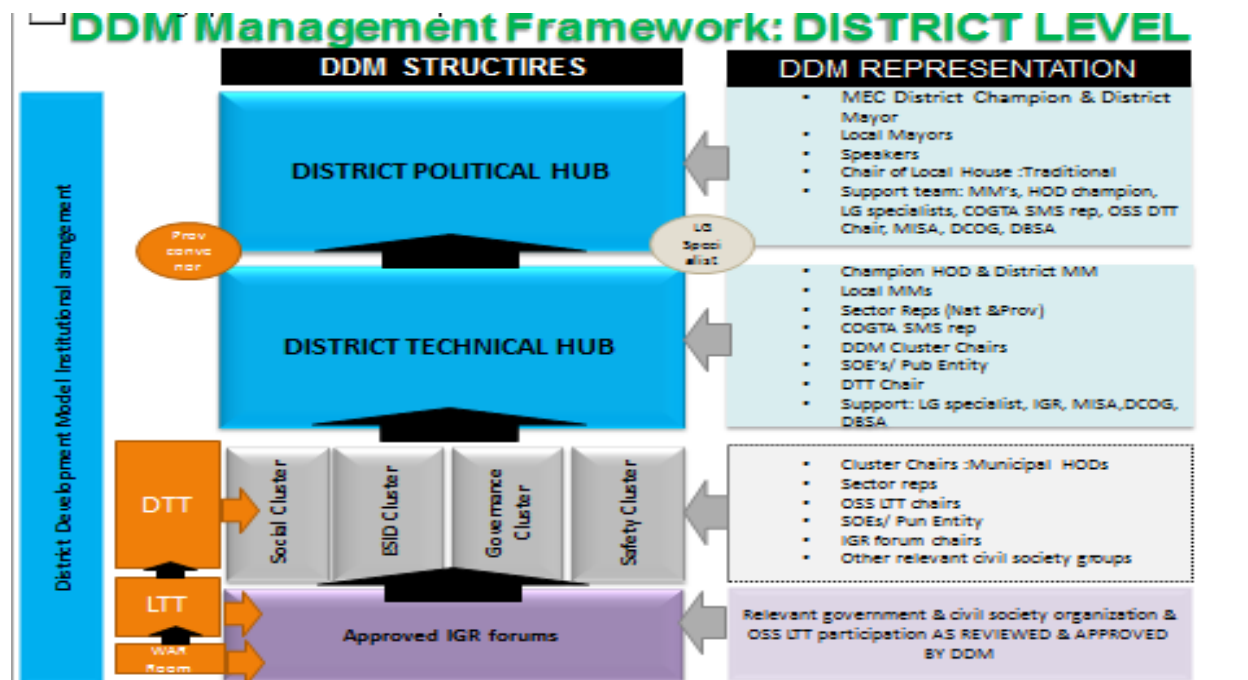 DDM Management Framework: DISTRICT LEVEL
DDM STRUCTIRES
DDM REPRESENTATION
District Development Model Institutional arrangement
DISTRICT POLITICAL HUB
• MEC District Champion & District
Mayor
• Local Mayors
• Speakers
• Chair of Local House :Traditional
• Support team: MM's, HOD champion,
LG specialists, COGTA SMS rep, OSS DTT
Chair, MISA, DCOG, DBSA
Prov
conve
nor
LG
Speci
alist
DISTRICT TECHNICAL HUB
• Champion HOD & District MM
• Local MMs
• Sector Reps (Nat &Prov)
• COGTA SMS rep
• DDM Cluster Chairs
• SOE's/ Pub Entity
• DTT Chair
• Support: LG specialist, IGR, MISA,DCOG,
DBSA
DTT
Social Cluster
ESID Cluster
Governance
Cluster
Safety Cluster
• Cluster Chairs :Municipal HODs
• Sector reps
• OSS LTT chairs
• SOEs/ Pun Entity
• IGR forum chairs
• Other relevant civil society groups
LTT
WAR
Room
Approved IGR forums
Relevant government & civil society organization &
OSS LTT participation AS REVIEWED & APPROVED
BY DDM